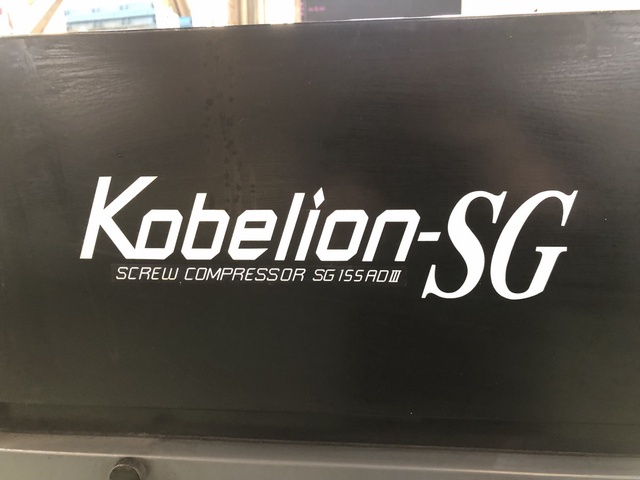 Kobelion-SG
SCREW COMPRESSOR SG155ADIII